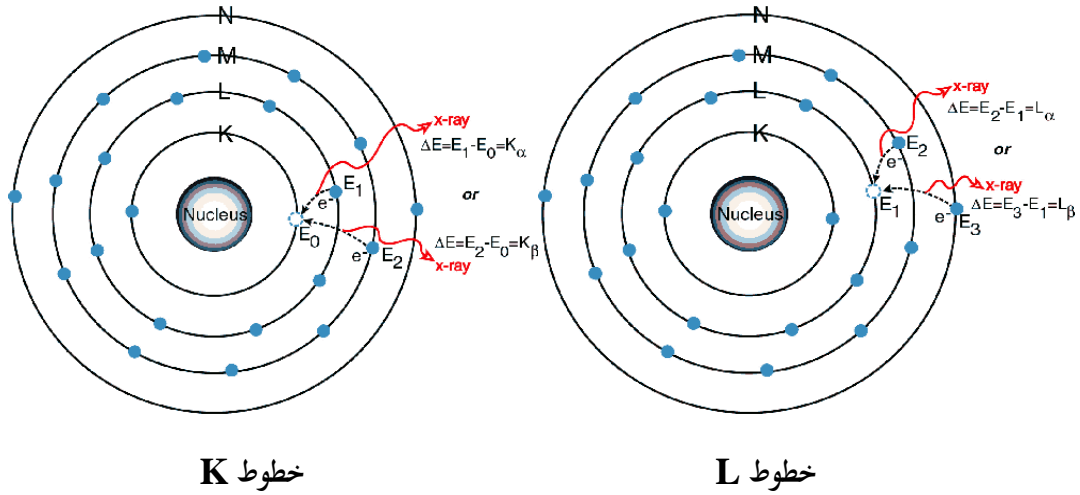 N
M
L
K
Nucleus
x-ray
ΔE=E₁-E₀=Kα
or
E₁
e-
E₀
ΔE=E₂-E₀=Kβ
e-
E₂
x-ray
خطوط K
N
M
L
K
Nucleus
x-ray
ΔE=E₂-E₁=Lα
E₂
e-
or
x-ray
E₁
e-
E₃
ΔE=E₃-E₁=Lβ
خطوط L